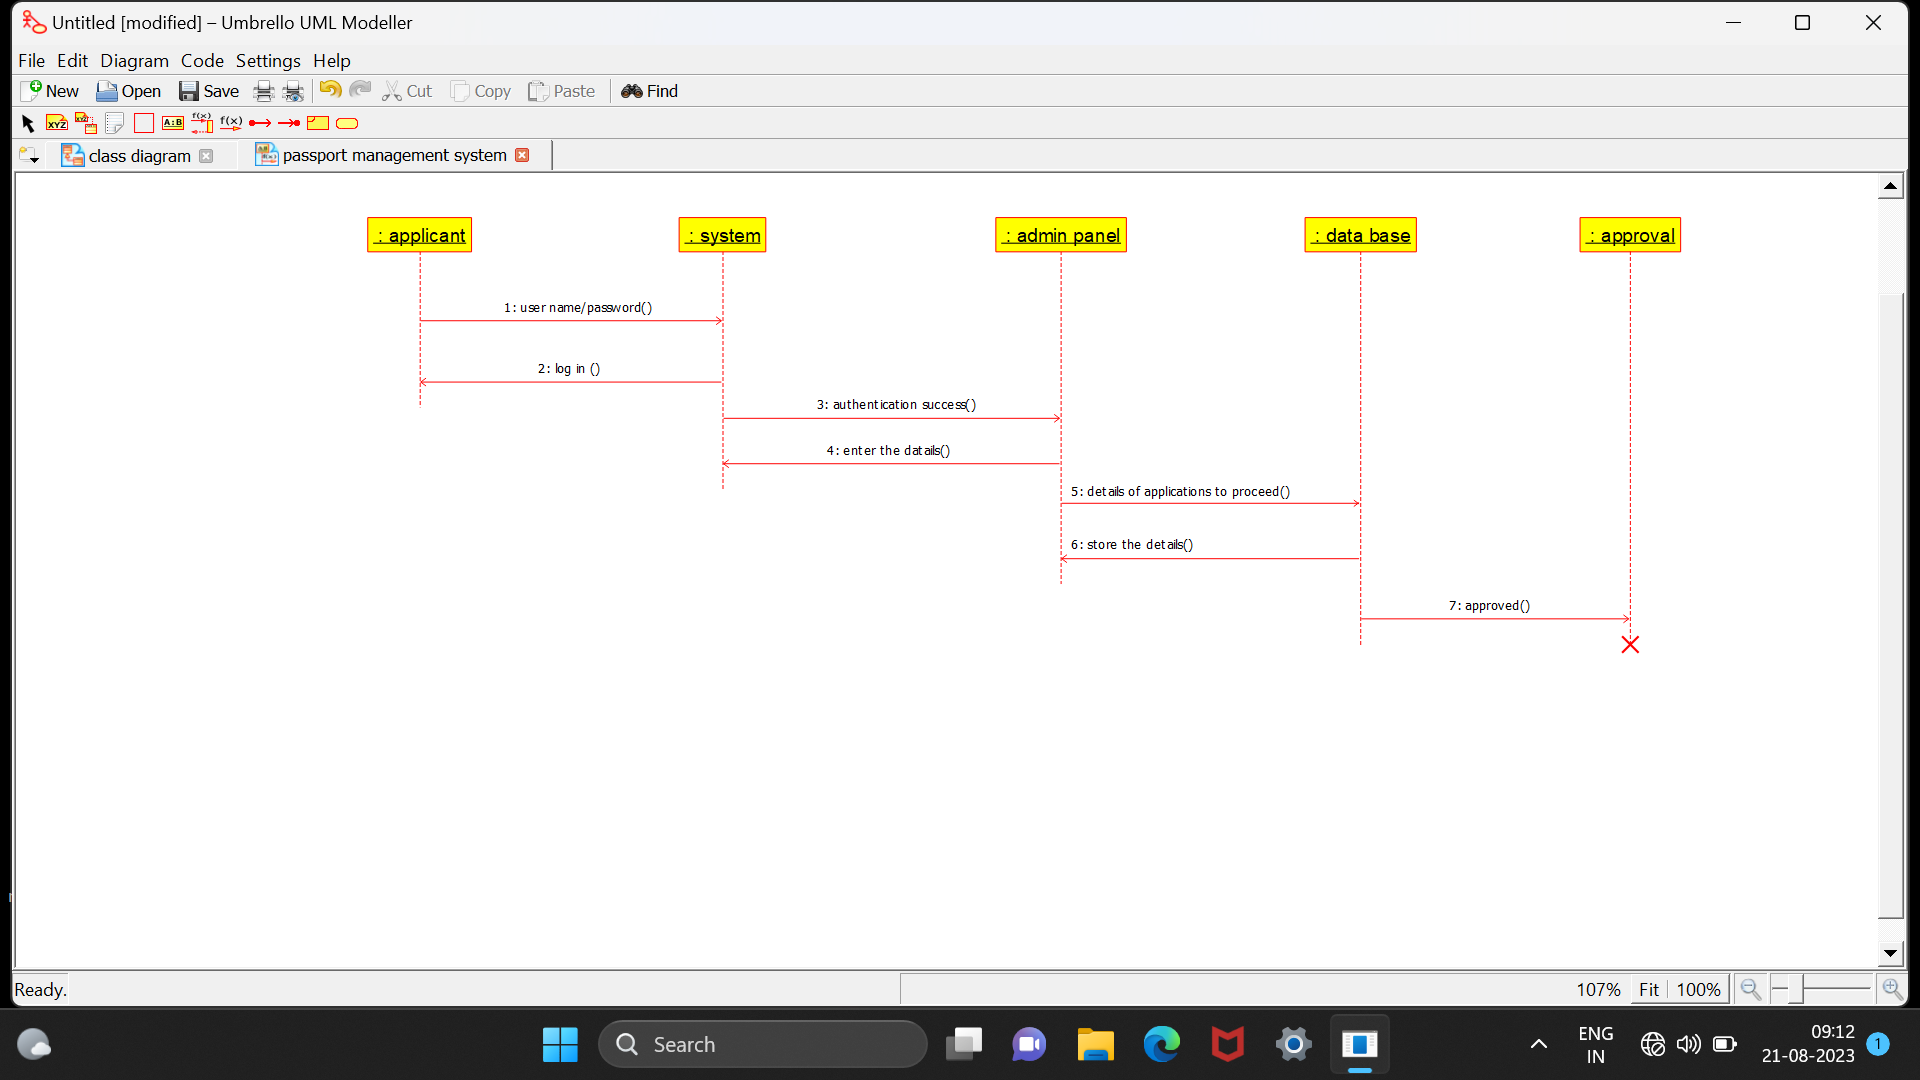 Untitled [modified] – Umbrello UML Modeller
File Edit Diagram Code Settings Help
New Open Save Cut Copy Paste Find
XYZ XYZ A:B f(x) f(x)
class diagram passport management system
: applicant : system : admin panel : data base : approval
1: user name/password()
2: log in ()
3: authentication success()
4: enter the datails()
5: details of applications to proceed()
6: store the details()
7: approved()
Ready. 107% Fit 100%
Search
ENG
IN
09:12
21-08-2023
1